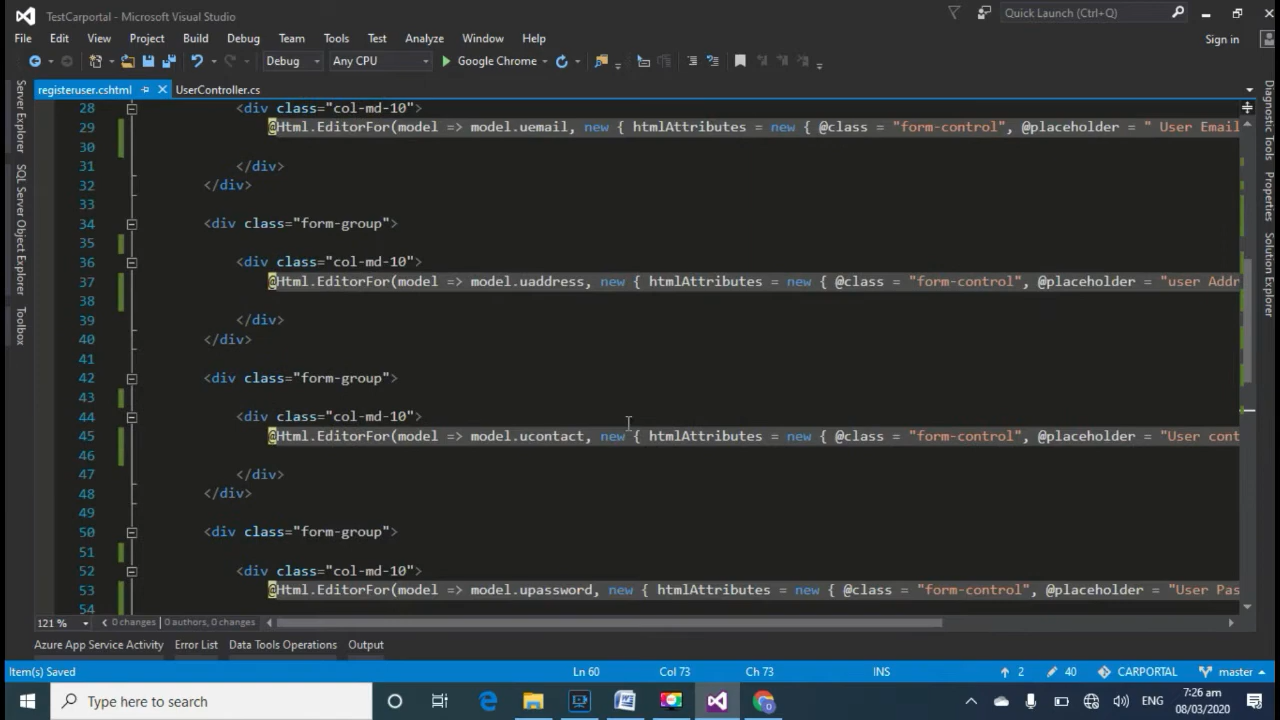 TestCarportal - Microsoft Visual Studio
Quick Launch (Ctrl+Q)
File Edit View Project Build Debug Team Tools Test Analyze Window Help
Sign in
Debug Any CPU Google Chrome
registeruser.cshtml UserController.cs
Server Explorer
SQL Server Object Explorer
Toolbox
Diagnostic Tools
Properties
Solution Explorer
28 <div class="col-md-10">
29 @Html.EditorFor(model => model.uemail, new { htmlAttributes = new { @class = "form-control", @placeholder = " User Email
30
31 </div>
32 </div>
33
34 <div class="form-group">
35
36 <div class="col-md-10">
37 @Html.EditorFor(model => model.uaddress, new { htmlAttributes = new { @class = "form-control", @placeholder = "user Addr
38
39 </div>
40 </div>
41
42 <div class="form-group">
43
44 <div class="col-md-10">
45 @Html.EditorFor(model => model.ucontact, new { htmlAttributes = new { @class = "form-control", @placeholder = "User cont
46
47 </div>
48 </div>
49
50 <div class="form-group">
51
52 <div class="col-md-10">
53 @Html.EditorFor(model => model.upassword, new { htmlAttributes = new { @class = "form-control", @placeholder = "User Pas
54
121 % 0 changes | 0 authors, 0 changes
Azure App Service Activity Error List Data Tools Operations Output
Item(s) Saved Ln 60 Col 73 Ch 73 INS 2 40 CARPORTAL master
Type here to search
ENG
7:26 am
08/03/2020